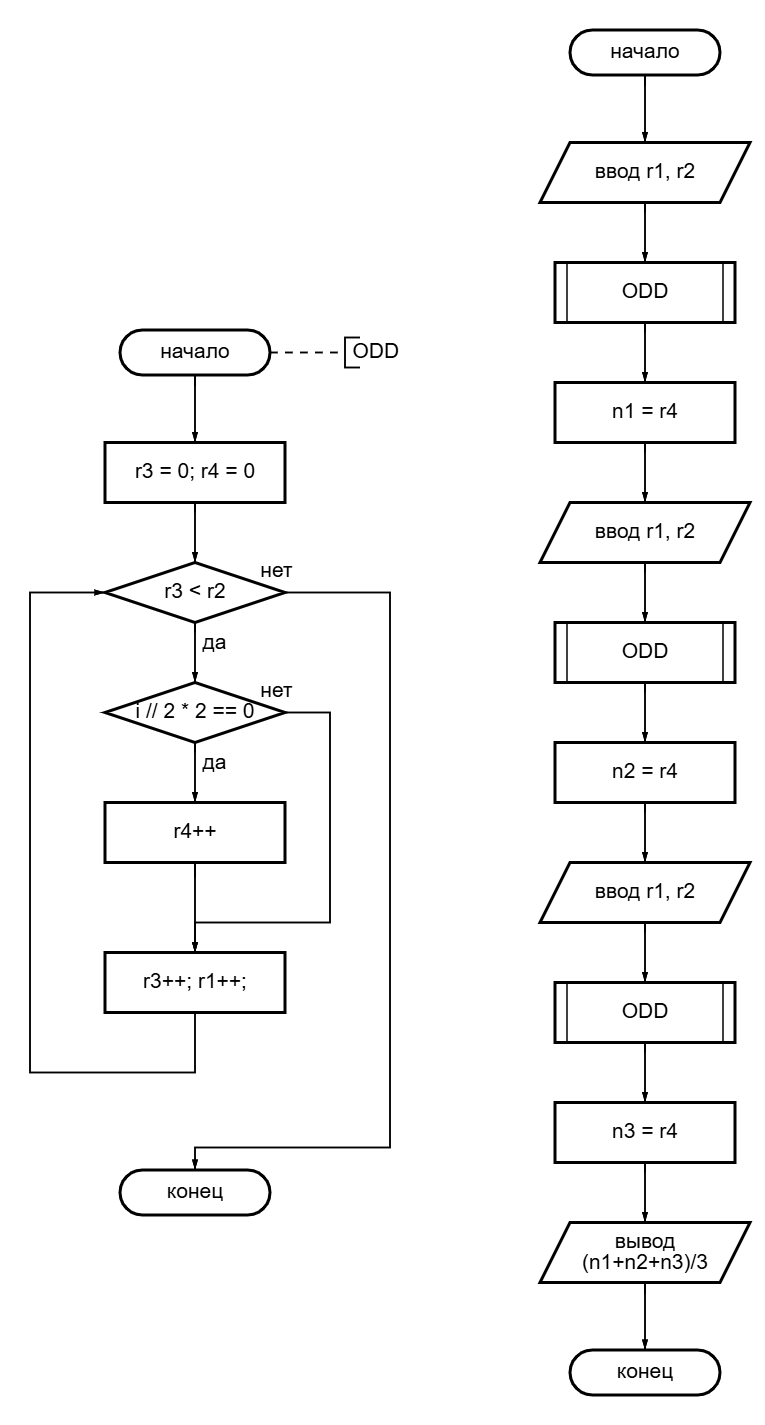 начало
ODD
r3 = 0; r4 = 0
r3 < r2
нет
да
i // 2 * 2 == 0
нет
да
r4++
r3++; r1++;
конец
начало
ввод r1, r2
ODD
n1 = r4
ввод r1, r2
ODD
n2 = r4
ввод r1, r2
ODD
n3 = r4
вывод
(n1+n2+n3)/3
конец